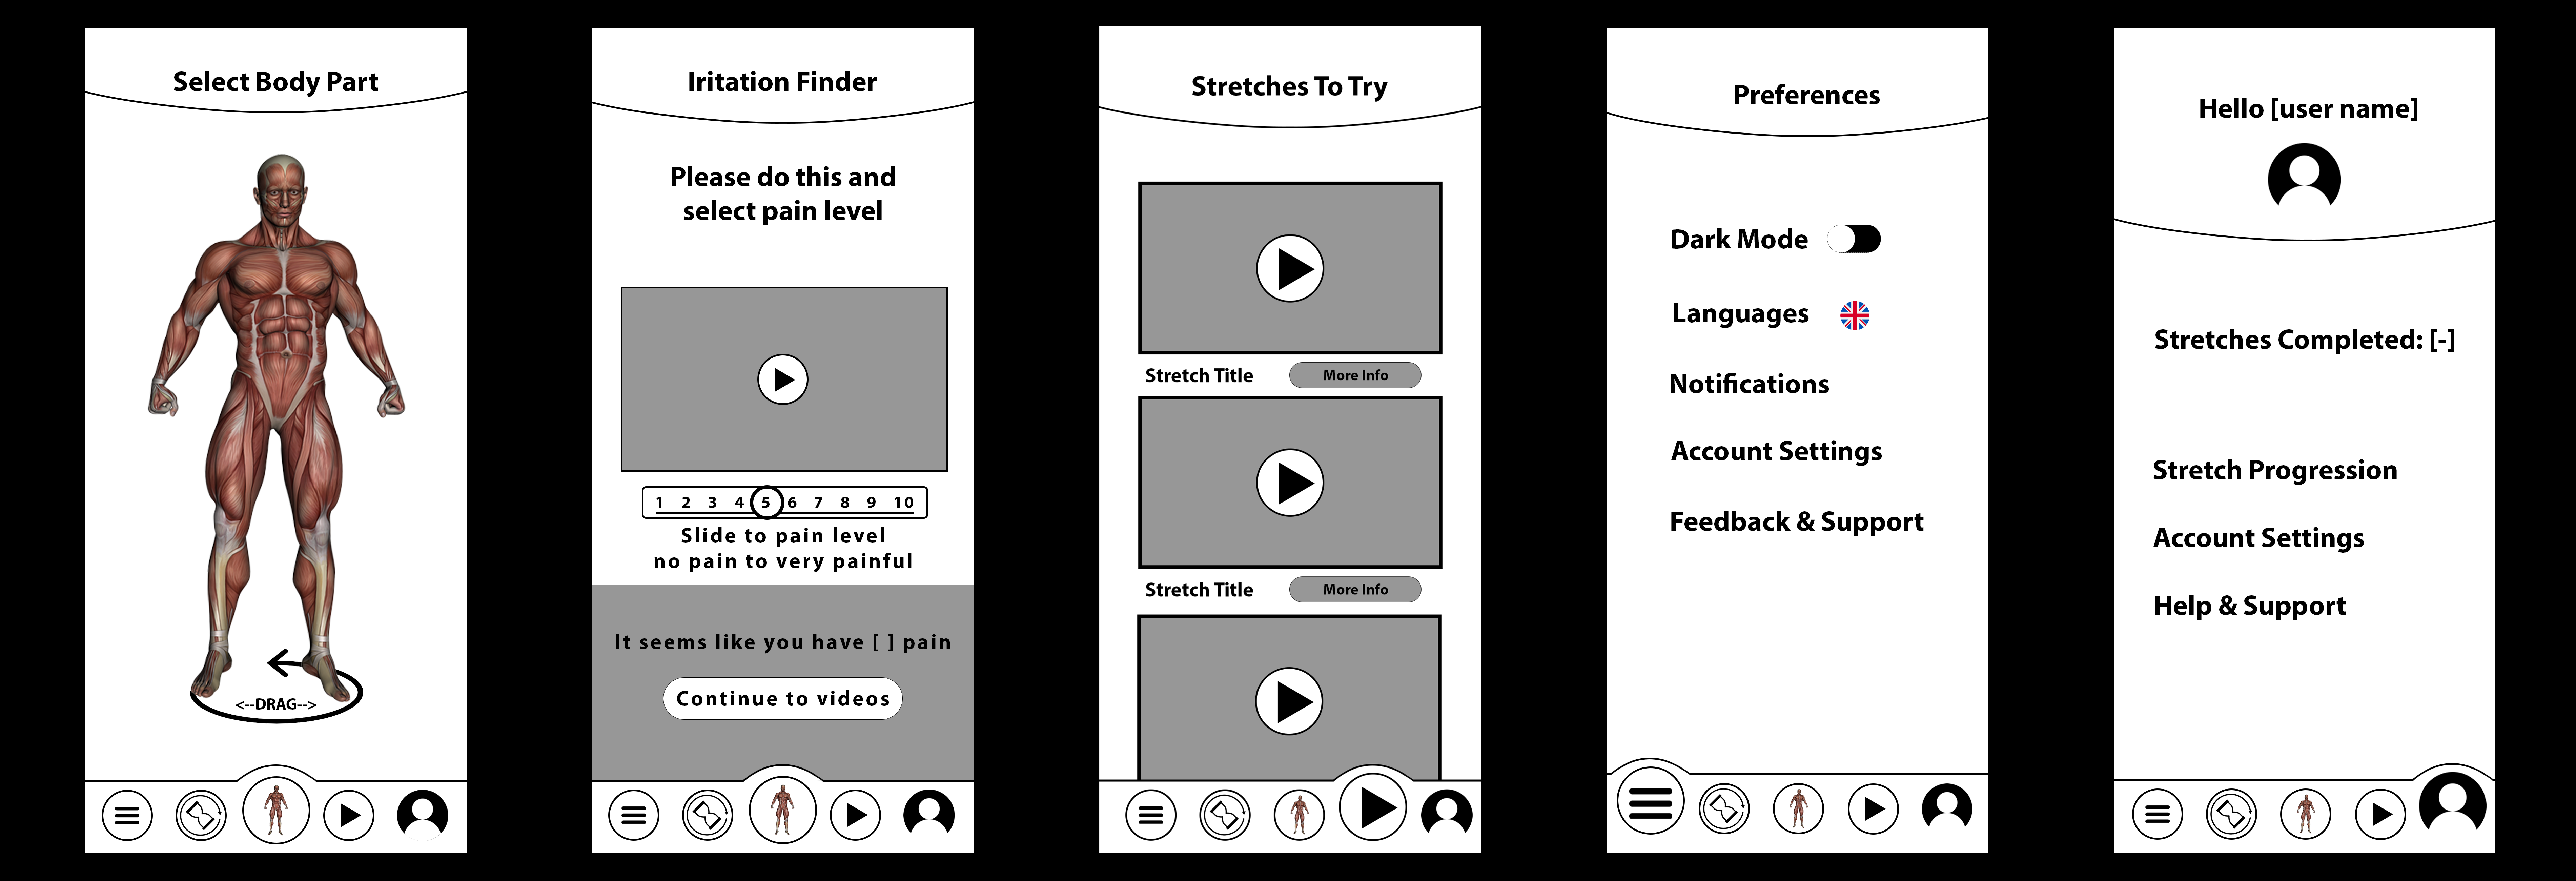 Select Body Part
<--DRAG-->
Iritation Finder
Please do this and
select pain level
1 2 3 4 5 6 7 8 9 10
Slide to pain level
no pain to very painful
It seems like you have [ ] pain
Continue to videos
Stretches To Try
Stretch Title More Info
Stretch Title More Info
Preferences
Dark Mode
Languages
Notifications
Account Settings
Feedback & Support
Hello [user name]
Stretches Completed: [-]
Stretch Progression
Account Settings
Help & Support